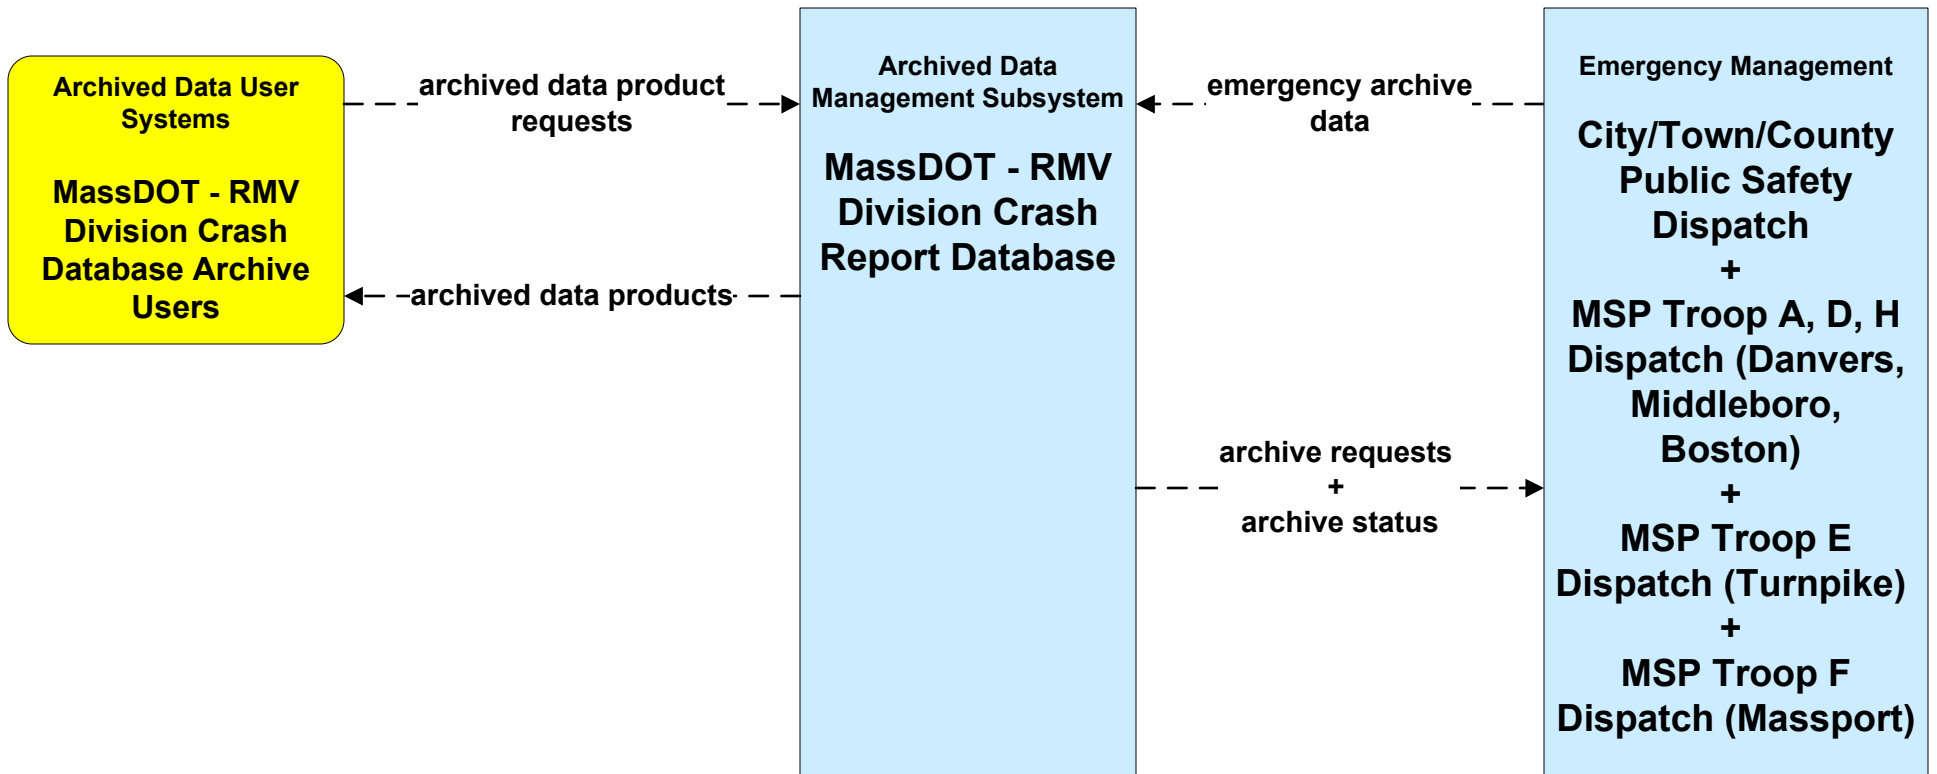 Archived Data User
Systems
MassDOT - RMV
Division Crash
Database Archive
Users
archived data product
requests
archived data products
Archived Data
Management Subsystem
MassDOT - RMV
Division Crash
Report Database
emergency archive
data
archive requests
+
archive status
Emergency Management
City/Town/County
Public Safety
Dispatch
+
MSP Troop A, D, H
Dispatch (Danvers,
Middleboro,
Boston)
+
MSP Troop E
Dispatch (Turnpike)
+
MSP Troop F
Dispatch (Massport)